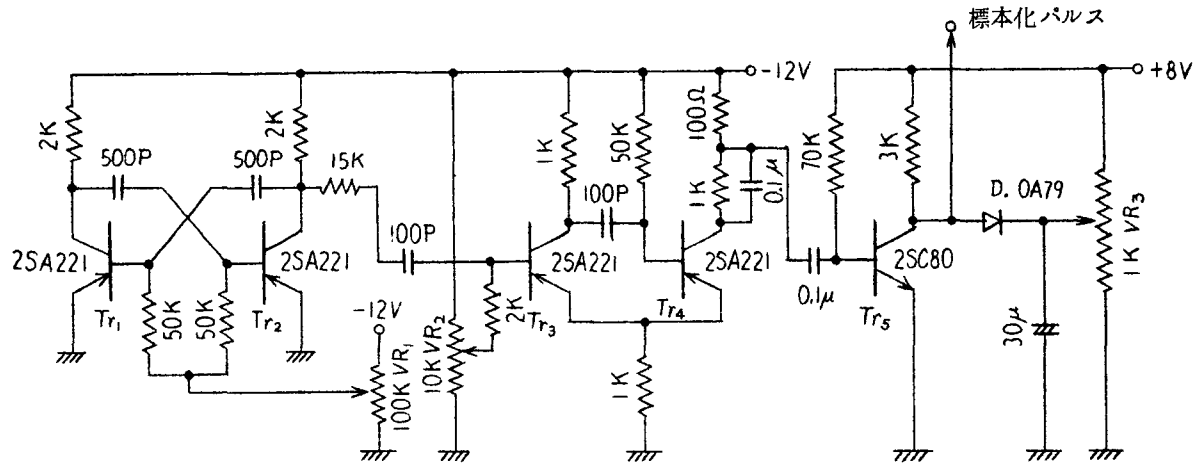 標本化パルス
-12V
+8V
2K
2K
500P
500P
15K
1K
50K
100Ω
1K
0.1μ
70K
3K
D. OA79
100P
100P
2SA221
2SA221
2SA221
2SA221
2SC80
Tr₁
Tr₂
Tr₃
Tr₄
Tr₅
50K
50K
-12V
100K VR₁
10K VR₂
2K
1K
0.1μ
30μ
1K VR₃